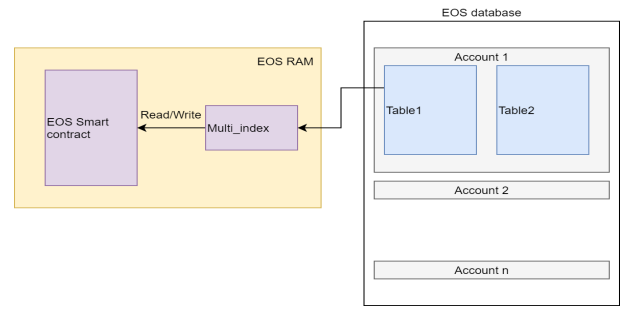 EOS database
EOS RAM
Account 1
EOS Smart
contract
Read/Write
Multi_index
Table1
Table2
Account 2
Account n